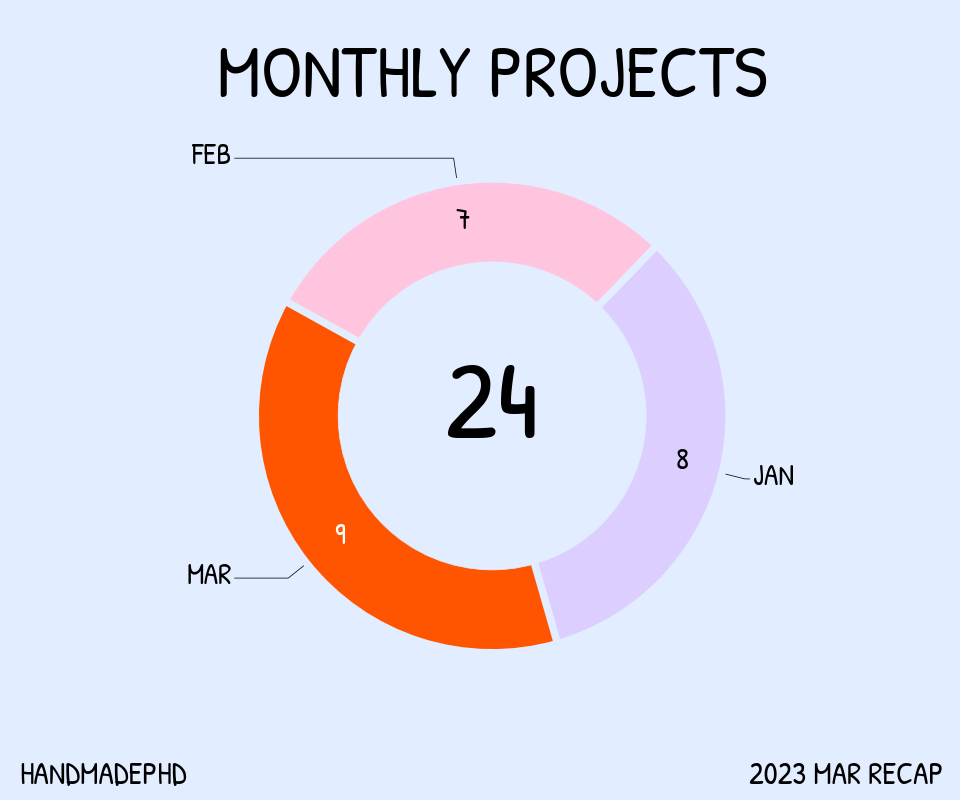 MONTHLY PROJECTS
FEB
7
24
8
JAN
9
MAR
HANDMADEPHD
2023 MAR RECAP